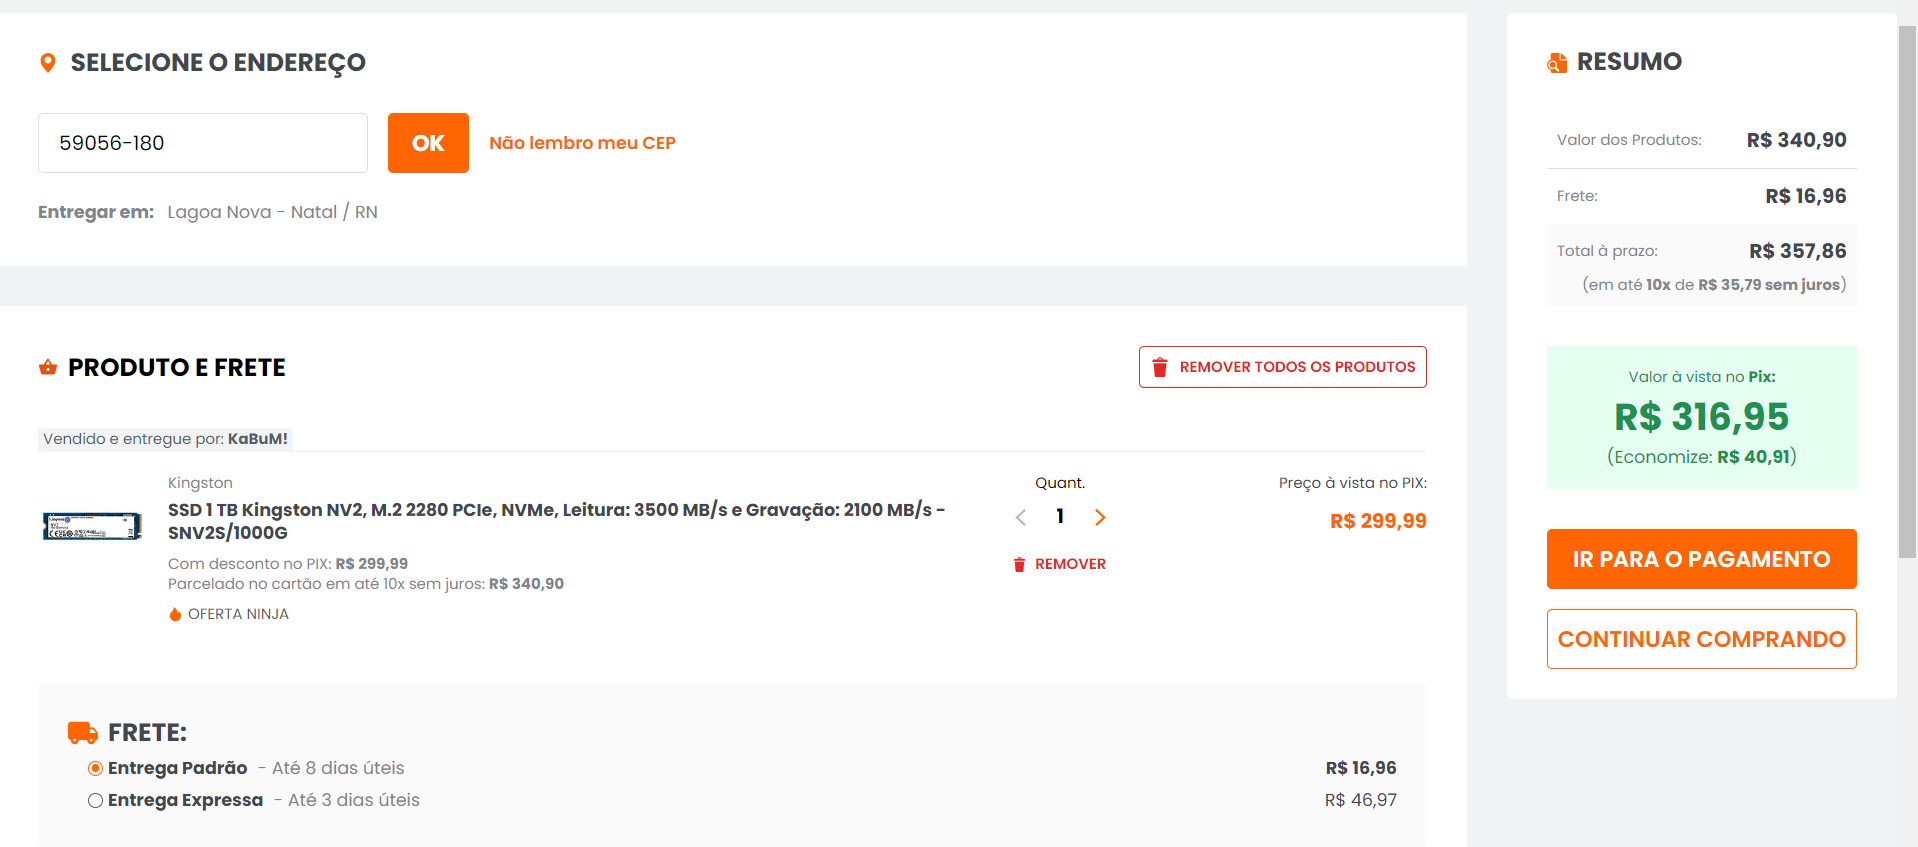 SELECIONE O ENDEREÇO
59056-180
OK
Não lembro meu CEP
Entregar em: Lagoa Nova - Natal / RN
PRODUTO E FRETE
REMOVER TODOS OS PRODUTOS
Vendido e entregue por: KaBuM!
Kingston
SSD 1 TB Kingston NV2, M.2 2280 PCIe, NVMe, Leitura: 3500 MB/s e Gravação: 2100 MB/s -
SNV2S/1000G
Com desconto no PIX: R$ 299,99
Parcelado no cartão em até 10x sem juros: R$ 340,90
OFERTA NINJA
Quant.
1
REMOVER
Preço à vista no PIX:
R$ 299,99
FRETE:
Entrega Padrão - Até 8 dias úteis R$ 16,96
Entrega Expressa - Até 3 dias úteis R$ 46,97
RESUMO
Valor dos Produtos: R$ 340,90
Frete: R$ 16,96
Total à prazo: R$ 357,86
(em até 10x de R$ 35,79 sem juros)
Valor à vista no Pix:
R$ 316,95
(Economize: R$ 40,91)
IR PARA O PAGAMENTO
CONTINUAR COMPRANDO